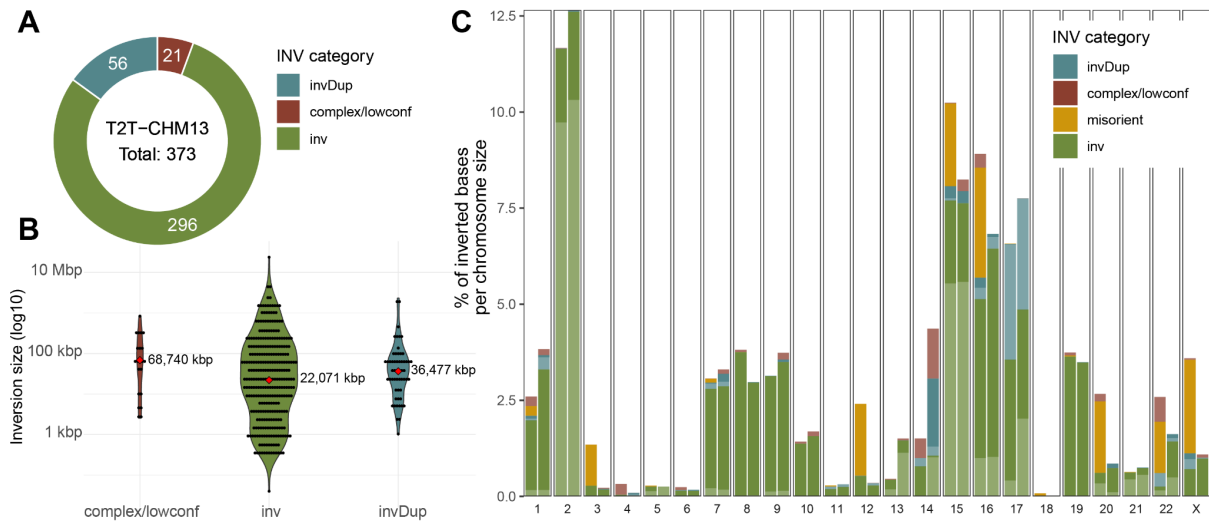 A
56
21
T2T−CHM13
Total: 373
296
INV category
invDup
complex/lowconf
inv
B
Inversion size (log10)
10 Mbp
100 kbp
1 kbp
68,740 kbp
22,071 kbp
36,477 kbp
complex/lowconf
inv
invDup
C
% of inverted bases
per chromosome size
12.5
10.0
7.5
5.0
2.5
0.0
INV category
invDup
complex/lowconf
misorient
inv
1 2 3 4 5 6 7 8 9 10 11 12 13 14 15 16 17 18 19 20 21 22 X